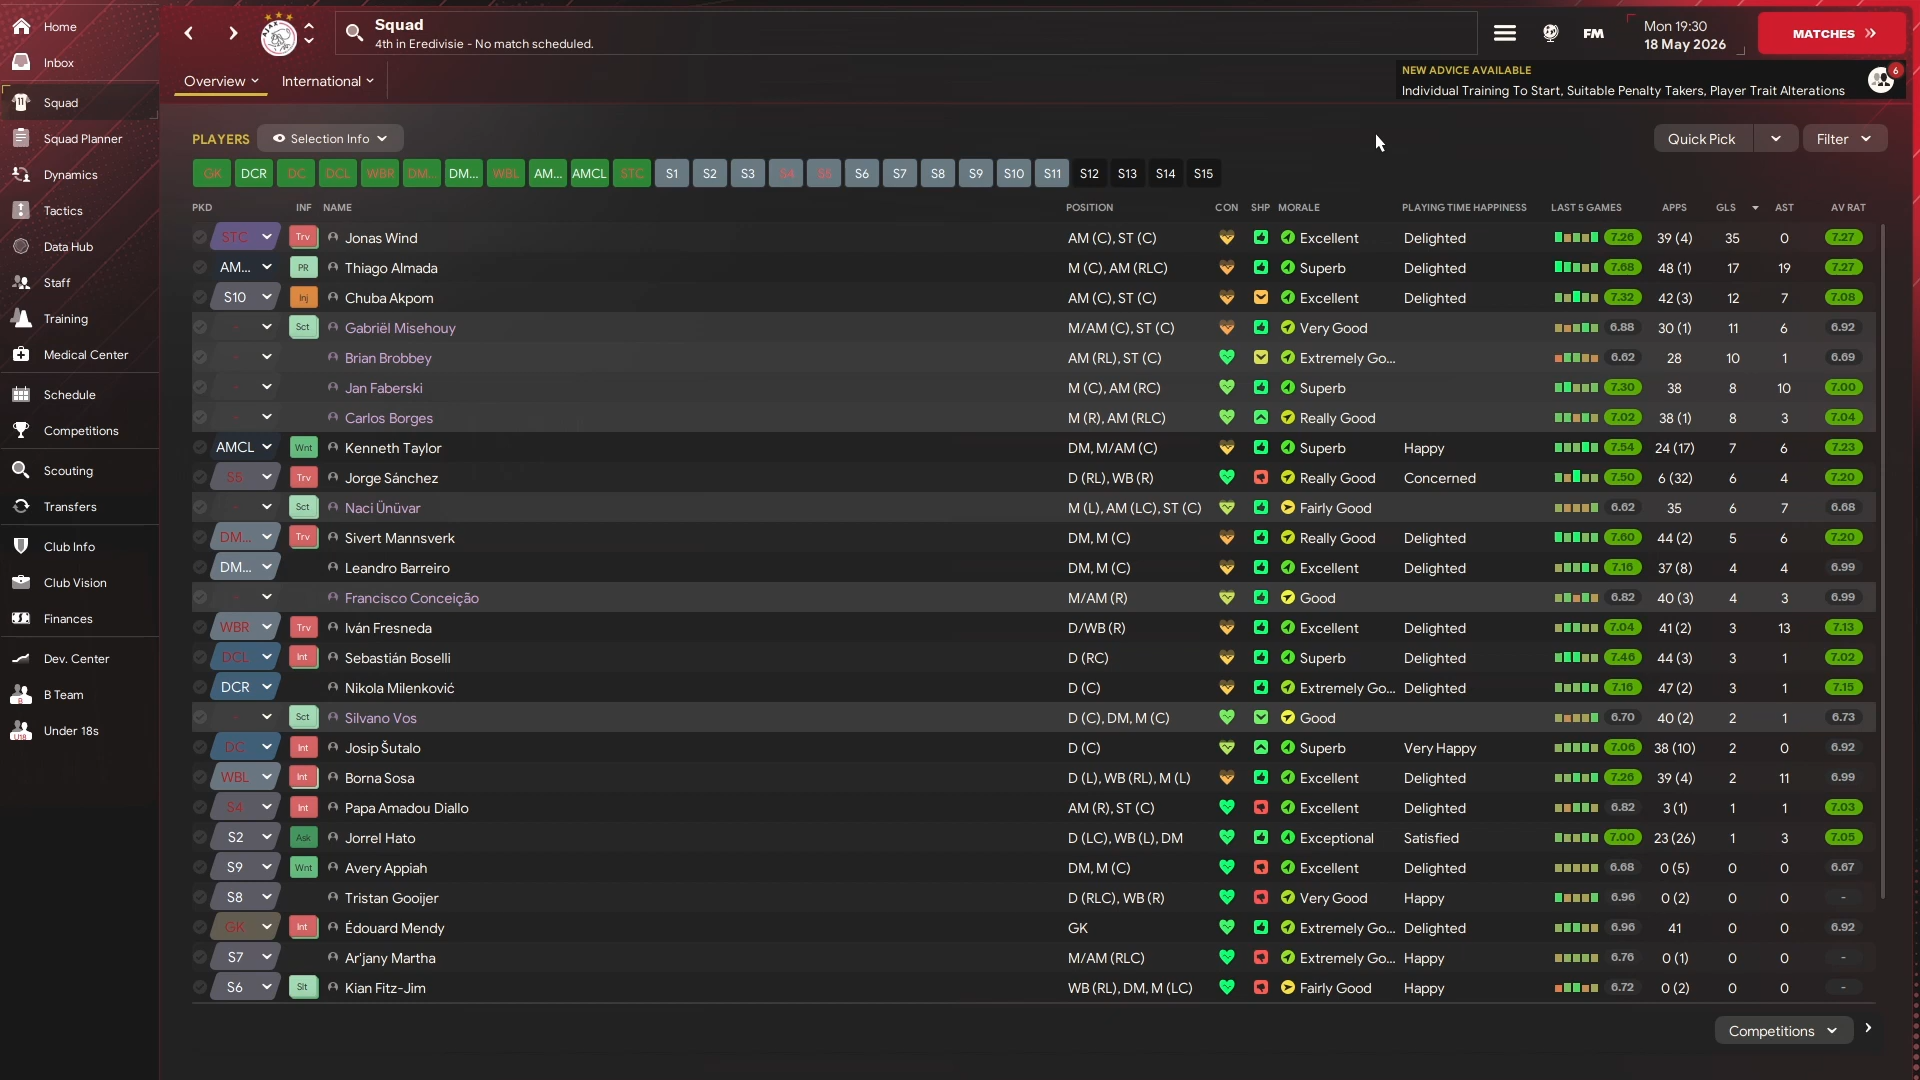 Home
Inbox
Squad
Squad Planner
Dynamics
Tactics
Data Hub
Staff
Training
Medical Center
Schedule
Competitions
Scouting
Transfers
Club Info
Club Vision
Finances
Dev. Center
B Team
Under 18s
Squad
4th in Eredivisie - No match scheduled.
FM
Mon 19:30
18 May 2026
MATCHES
Overview
International
NEW ADVICE AVAILABLE
Individual Training To Start, Suitable Penalty Takers, Player Trait Alterations
6
PLAYERS
Selection Info
Quick Pick
Filter
GK DCR DC DCL WBR DM... DM... WBL AM... AMCL STC S1 S2 S3 S4 S5 S6 S7 S8 S9 S10 S11 S12 S13 S14 S15
PKD INF NAME POSITION CON SHP MORALE PLAYING TIME HAPPINESS LAST 5 GAMES APPS GLS AST AV RAT
STC Trv Jonas Wind AM (C), ST (C) Excellent Delighted 7.26 39 (4) 35 0 7.27
AM... PR Thiago Almada M (C), AM (RLC) Superb Delighted 7.68 48 (1) 17 19 7.27
S10 Inj Chuba Akpom AM (C), ST (C) Excellent Delighted 7.32 42 (3) 12 7 7.08
- Sct Gabriël Misehouy M/AM (C), ST (C) Very Good 6.88 30 (1) 11 6 6.92
- Brian Brobbey AM (RL), ST (C) Extremely Go... 6.62 28 10 1 6.69
- Jan Faberski M (C), AM (RC) Superb 7.30 38 8 10 7.00
- Carlos Borges M (R), AM (RLC) Really Good 7.02 38 (1) 8 3 7.04
AMCL Wnt Kenneth Taylor DM, M/AM (C) Superb Happy 7.54 24 (17) 7 6 7.23
S5 Trv Jorge Sánchez D (RL), WB (R) Really Good Concerned 7.50 6 (32) 6 4 7.20
- Sct Naci Ünüvar M (L), AM (LC), ST (C) Fairly Good 6.62 35 6 7 6.68
DM... Trv Sivert Mannsverk DM, M (C) Really Good Delighted 7.60 44 (2) 5 6 7.20
DM... Leandro Barreiro DM, M (C) Excellent Delighted 7.16 37 (8) 4 4 6.99
- Francisco Conceição M/AM (R) Good 6.82 40 (3) 4 3 6.99
WBR Trv Iván Fresneda D/WB (R) Excellent Delighted 7.04 41 (2) 3 13 7.13
DCL Int Sebastián Boselli D (RC) Superb Delighted 7.46 44 (3) 3 1 7.02
DCR Nikola Milenković D (C) Extremely Go... Delighted 7.16 47 (2) 3 1 7.15
- Sct Silvano Vos D (C), DM, M (C) Good 6.70 40 (2) 2 1 6.73
DC Int Josip Šutalo D (C) Superb Very Happy 7.06 38 (10) 2 0 6.92
WBL Int Borna Sosa D (L), WB (RL), M (L) Excellent Delighted 7.26 39 (4) 2 11 6.99
S4 Int Papa Amadou Diallo AM (R), ST (C) Excellent Delighted 6.82 3 (1) 1 1 7.03
S2 Ask Jorrel Hato D (LC), WB (L), DM Exceptional Satisfied 7.00 23 (26) 1 3 7.05
S9 Wnt Avery Appiah DM, M (C) Excellent Delighted 6.68 0 (5) 0 0 6.67
S8 Tristan Gooijer D (RLC), WB (R) Very Good Happy 6.96 0 (2) 0 0 -
GK Int Édouard Mendy GK Extremely Go... Delighted 6.96 41 0 0 6.92
S7 Ar'jany Martha M/AM (RLC) Extremely Go... Happy 6.76 0 (1) 0 0 -
S6 Slt Kian Fitz-Jim WB (RL), DM, M (LC) Fairly Good Happy 6.72 0 (2) 0 0 -
Competitions